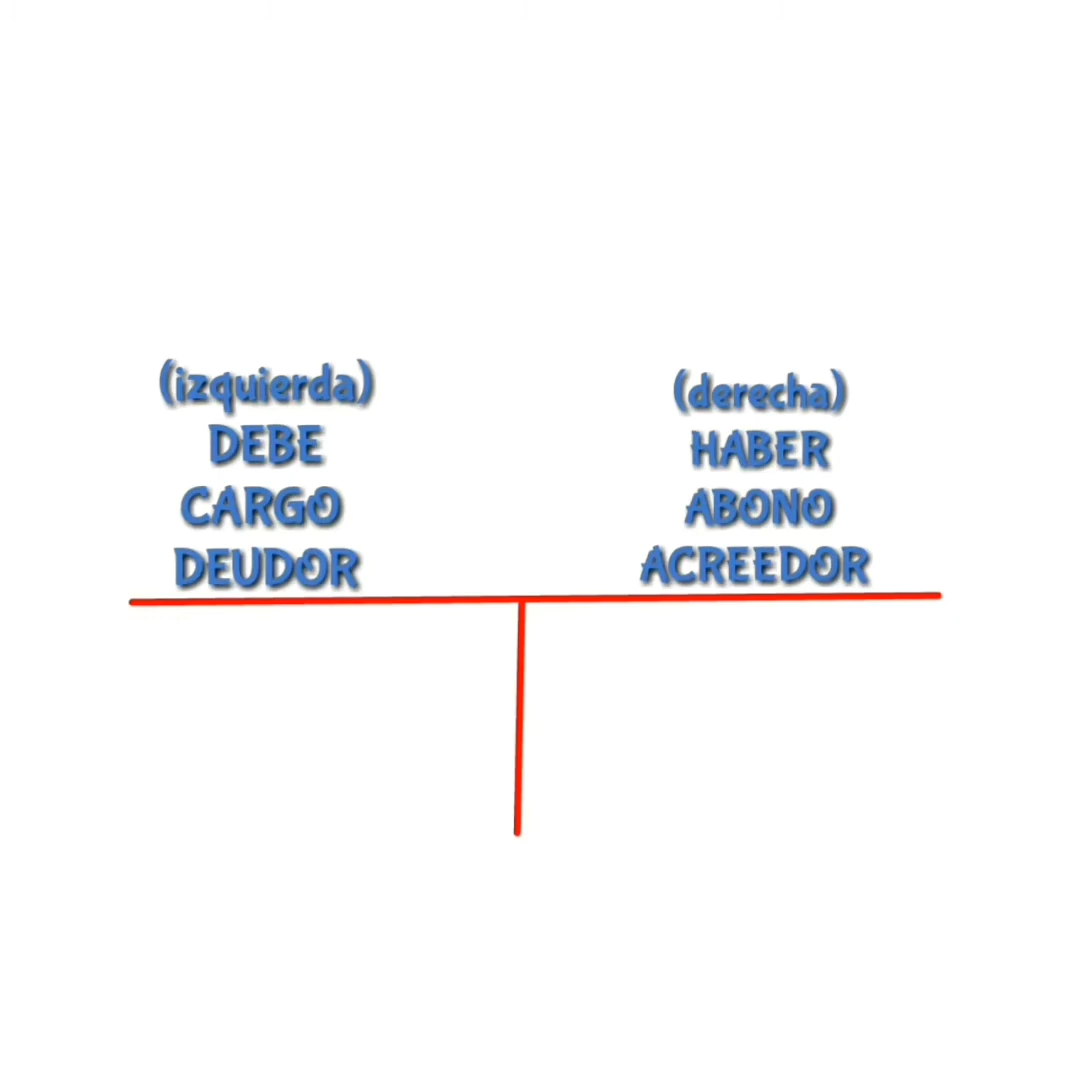 (izquierda)
DEBE
CARGO
DEUDOR
(derecha)
HABER
ABONO
ACREEDOR